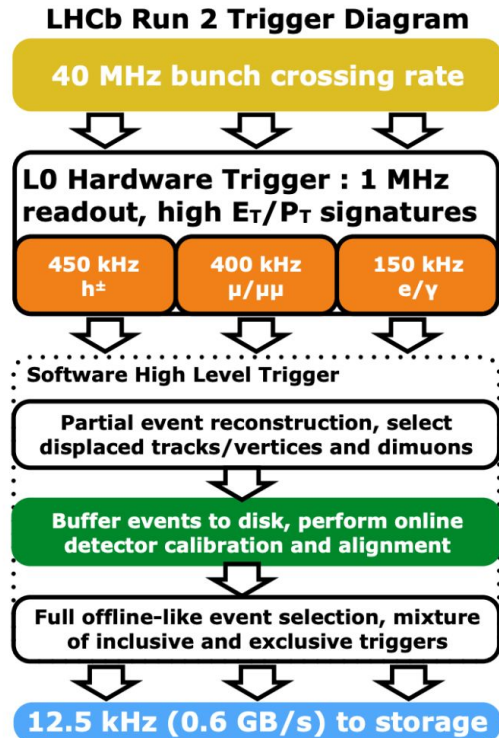 LHCb Run 2 Trigger Diagram
40 MHz bunch crossing rate
L0 Hardware Trigger : 1 MHz
readout, high E_T/P_T signatures
450 kHz
h±
400 kHz
μ/μμ
150 kHz
e/γ
Software High Level Trigger
Partial event reconstruction, select
displaced tracks/vertices and dimuons
Buffer events to disk, perform online
detector calibration and alignment
Full offline-like event selection, mixture
of inclusive and exclusive triggers
12.5 kHz (0.6 GB/s) to storage